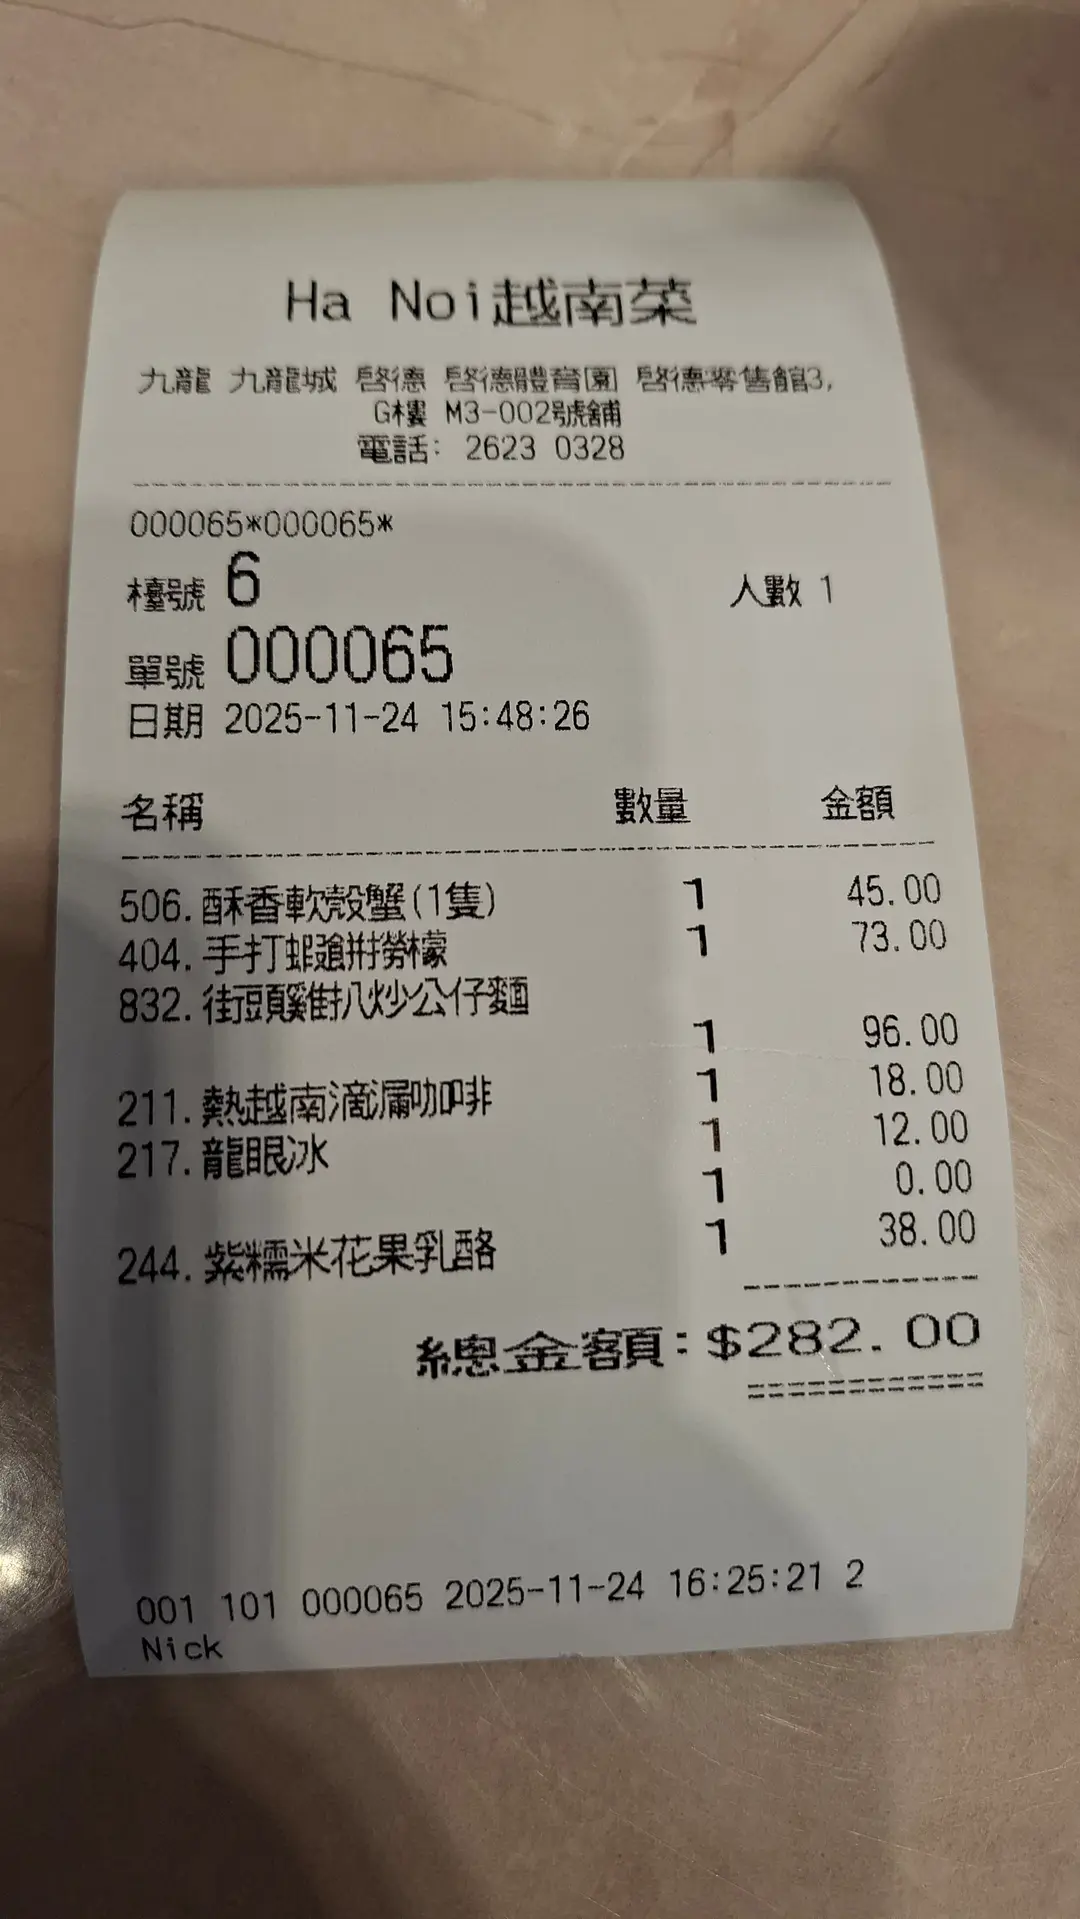 Ha Noi越南菜
九龍 九龍城 啓德 啓德體育園 啓德零售館3,
G樓 M3-002號舖
電話: 2623 0328
000065*000065*
檯號 6 人數 1
單號 000065
日期 2025-11-24 15:48:26
名稱 數量 金額
506. 酥香軟殼蟹(1隻) 1 45.00
404. 手打蝦餼拼撈檬 1 73.00
832. 街頭雞扒炒公仔麵
1 96.00
211. 熱越南滴漏咖啡 1 18.00
217. 龍眼冰 1 12.00
1 0.00
244. 紫糯米花果乳酪 1 38.00
總金額:$282.00
001 101 000065 2025-11-24 16:25:21 2
Nick